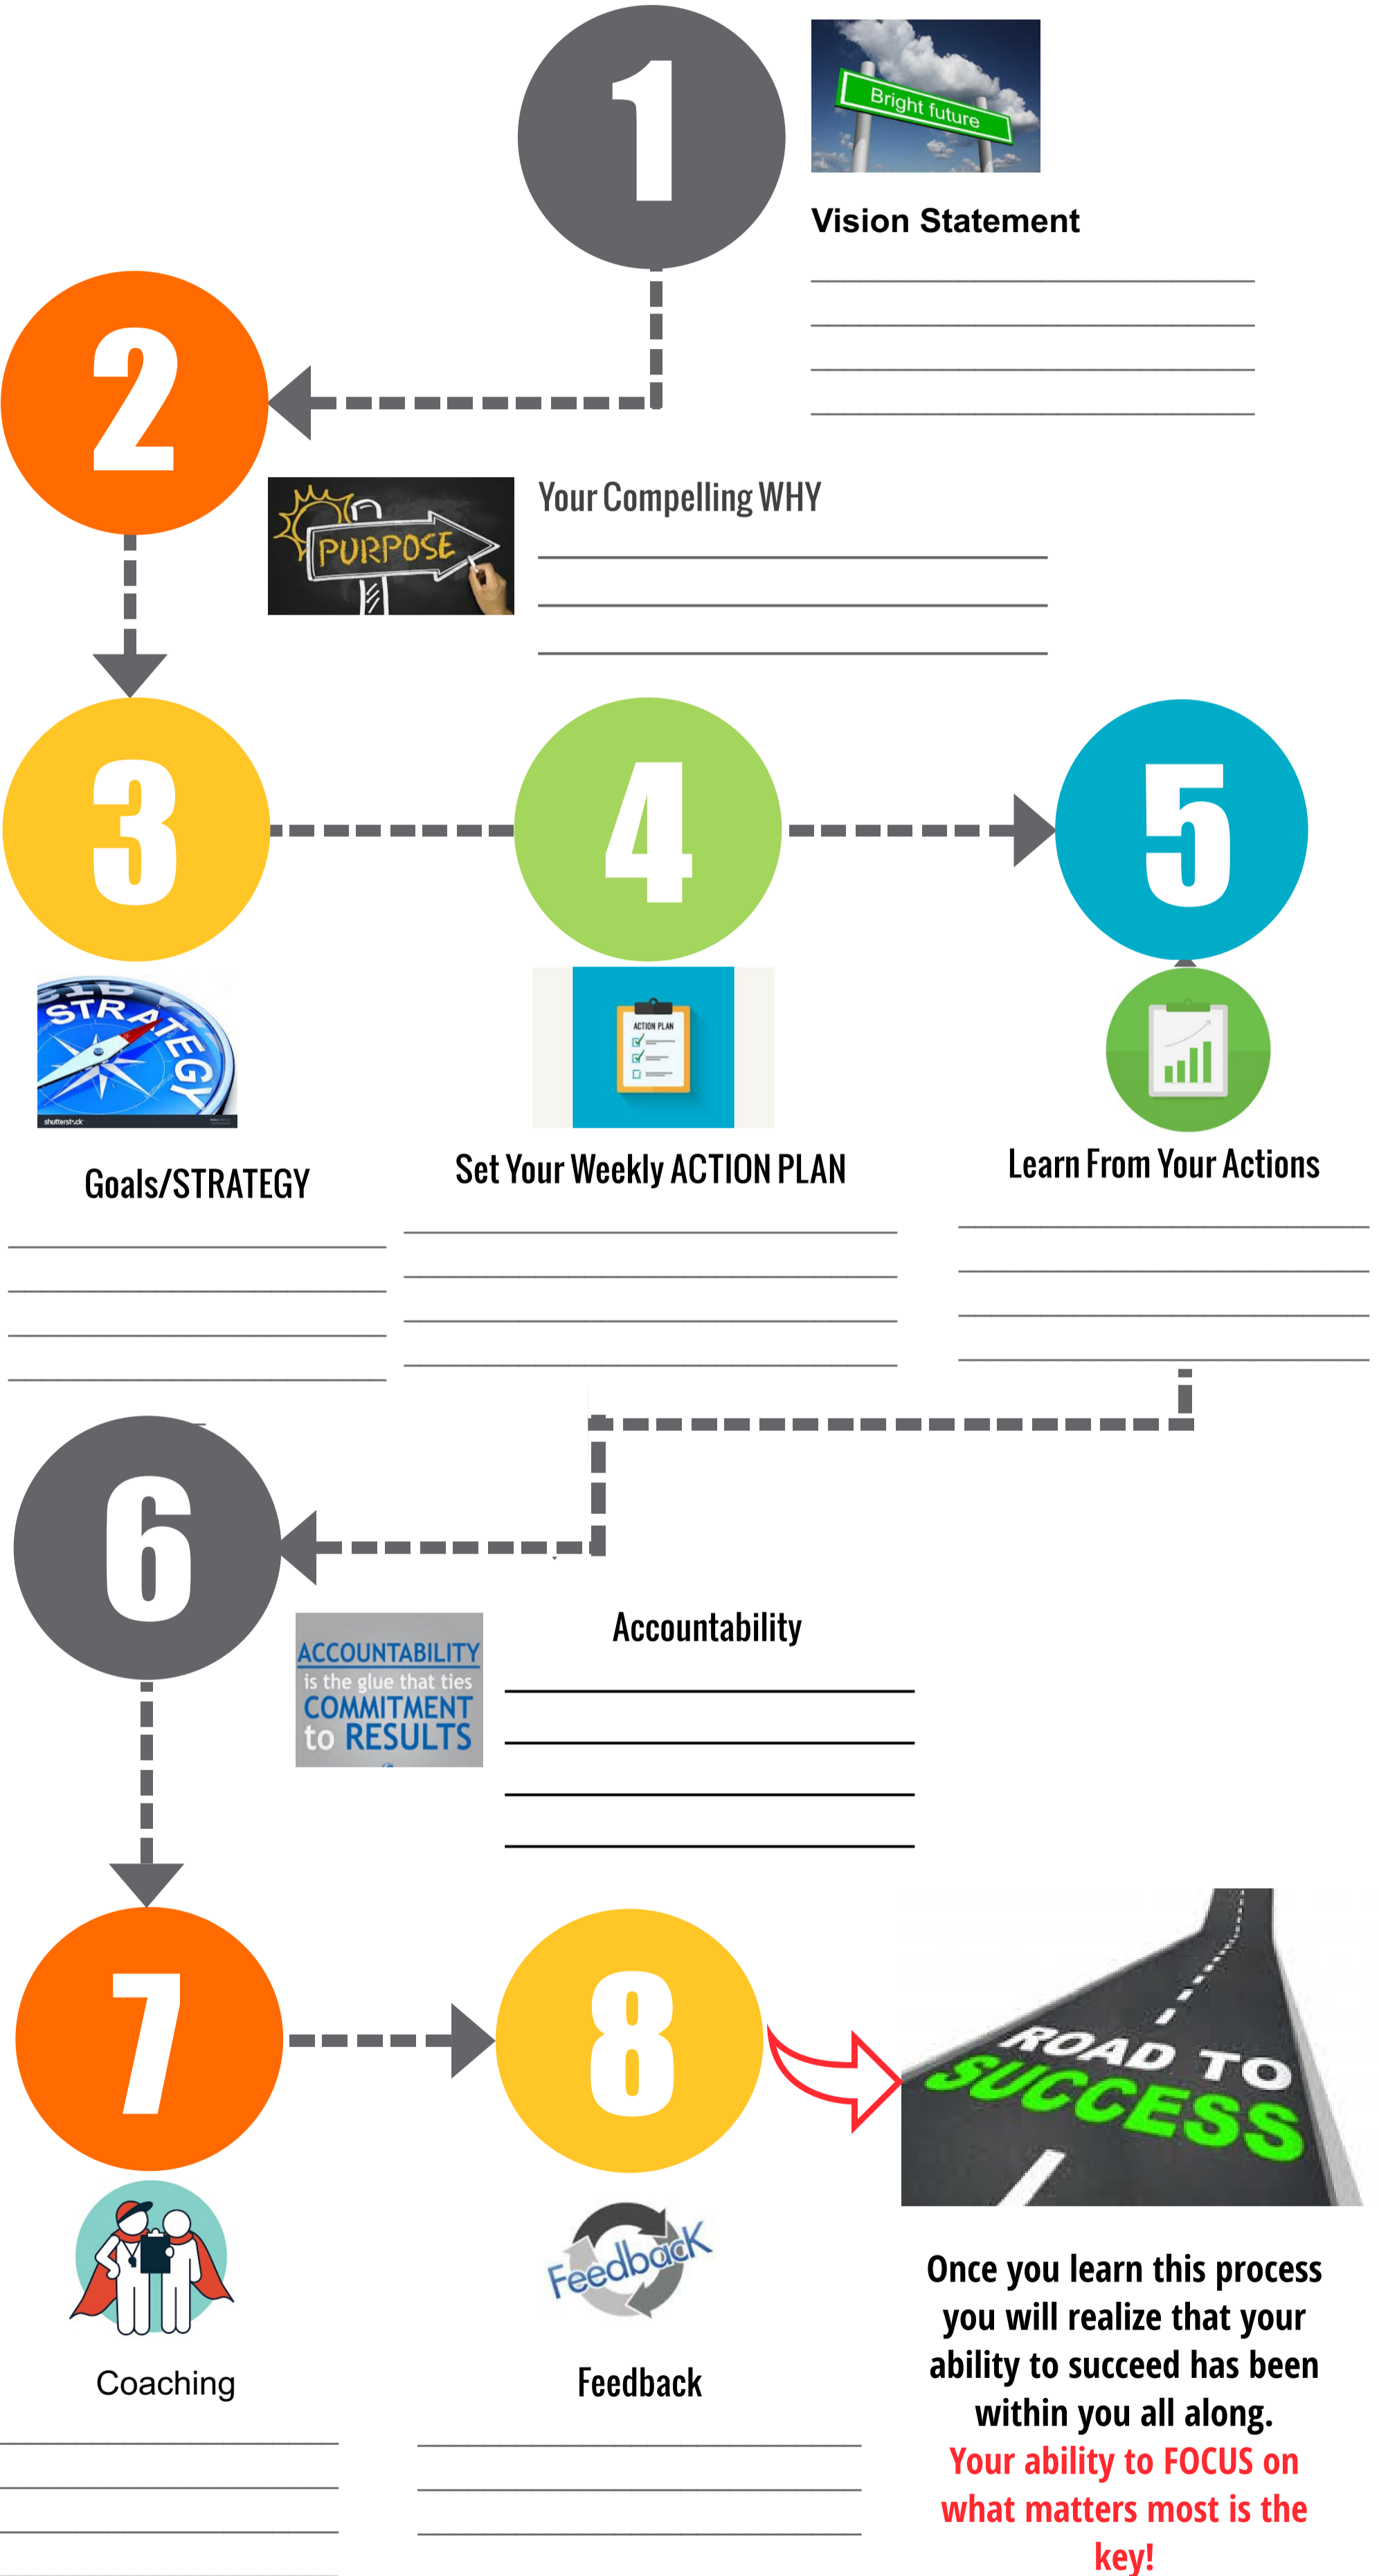 1
Bright future
Vision Statement
2
PURPOSE
Your Compelling WHY
3
4
5
STRATEGY
shutterstock
ACTION PLAN
Goals/STRATEGY
Set Your Weekly ACTION PLAN
Learn From Your Actions
6
Accountability
ACCOUNTABILITY
is the glue that ties
COMMITMENT
to RESULTS
7
8
ROAD TO
SUCCESS
Feedback
Coaching
Feedback
Once you learn this process
you will realize that your
ability to succeed has been
within you all along.
Your ability to FOCUS on
what matters most is the
key!